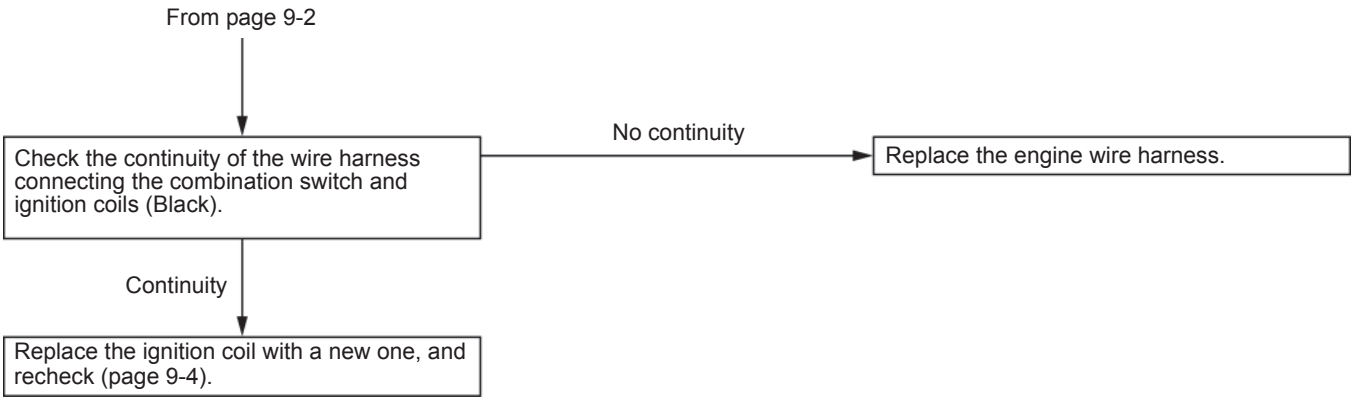 From page 9-2
Check the continuity of the wire harness
connecting the combination switch and
ignition coils (Black).
No continuity
Replace the engine wire harness.
Continuity
Replace the ignition coil with a new one, and
recheck (page 9-4).